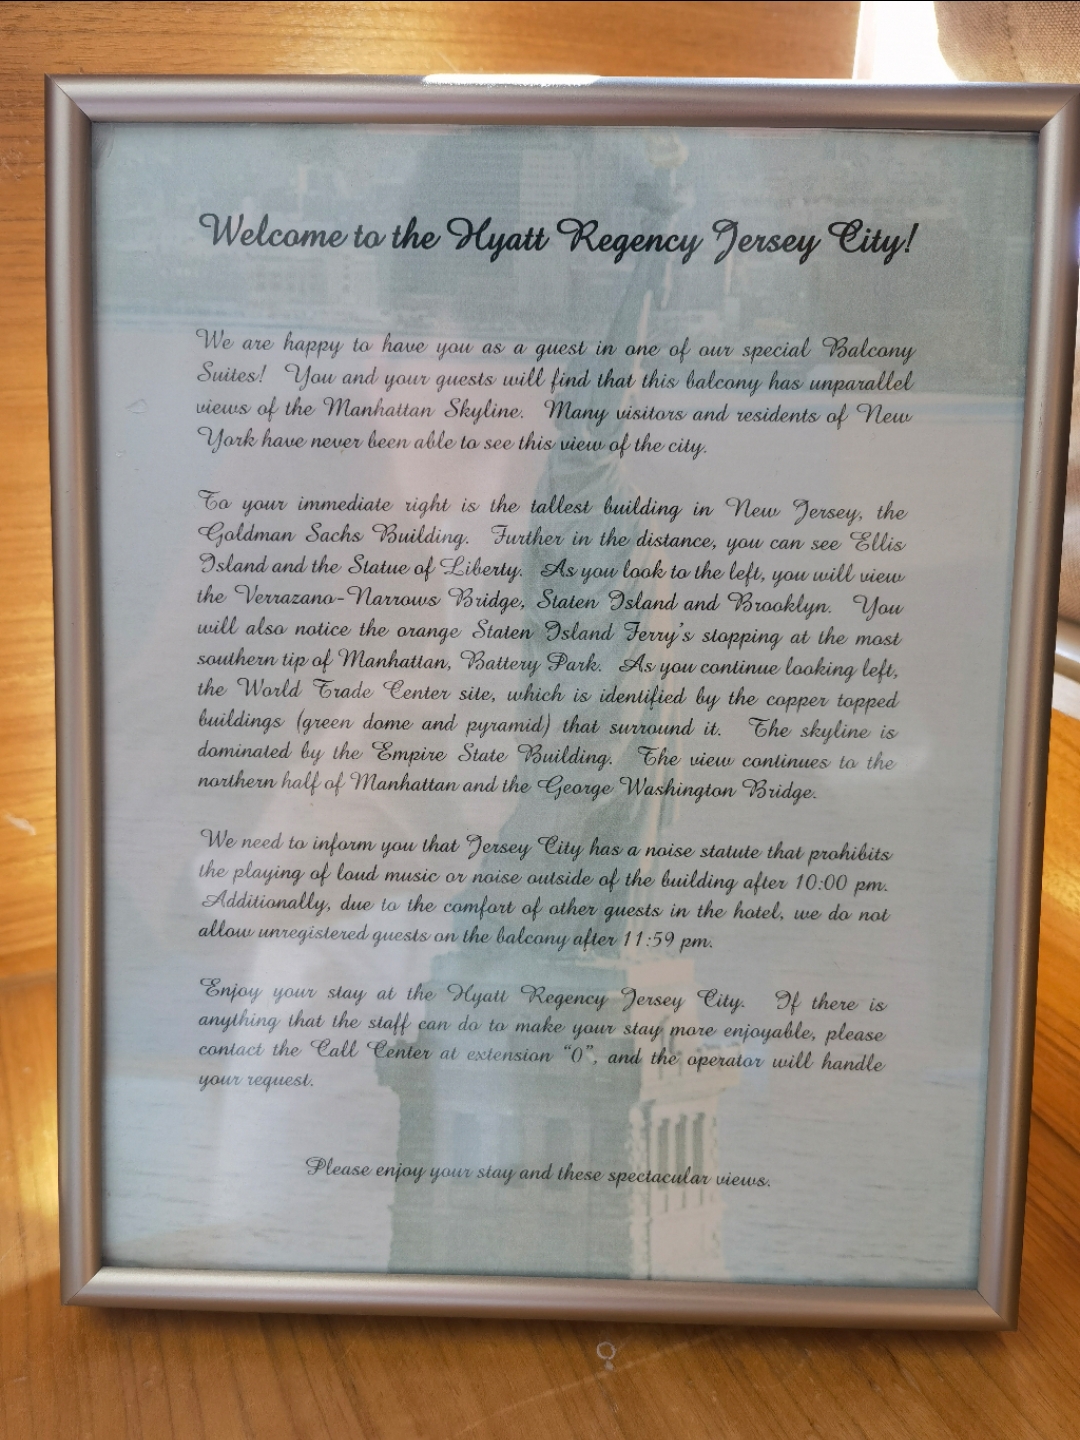 Welcome to the Hyatt Regency Jersey City!
We are happy to have you as a guest in one of our special Balcony
Suites! You and your guests will find that this balcony has unparallel
views of the Manhattan Skyline. Many visitors and residents of New
York have never been able to see this view of the city.
To your immediate right is the tallest building in New Jersey, the
Goldman Sachs Building. Further in the distance, you can see Ellis
Island and the Statue of Liberty. As you look to the left, you will view
the Verrazano-Narrows Bridge, Staten Island and Brooklyn. You
will also notice the orange Staten Island Ferry's stopping at the most
southern tip of Manhattan, Battery Park. As you continue looking left,
the World Trade Center site, which is identified by the copper topped
buildings (green dome and pyramid) that surround it. The skyline is
dominated by the Empire State Building. The view continues to the
northern half of Manhattan and the George Washington Bridge.
We need to inform you that Jersey City has a noise statute that prohibits
the playing of loud music or noise outside of the building after 10:00 pm.
Additionally, due to the comfort of other guests in the hotel, we do not
allow unregistered guests on the balcony after 11:59 pm.
Enjoy your stay at the Hyatt Regency Jersey City. If there is
anything that the staff can do to make your stay more enjoyable, please
contact the Call Center at extension "0", and the operator will handle
your request.
Please enjoy your stay and these spectacular views.